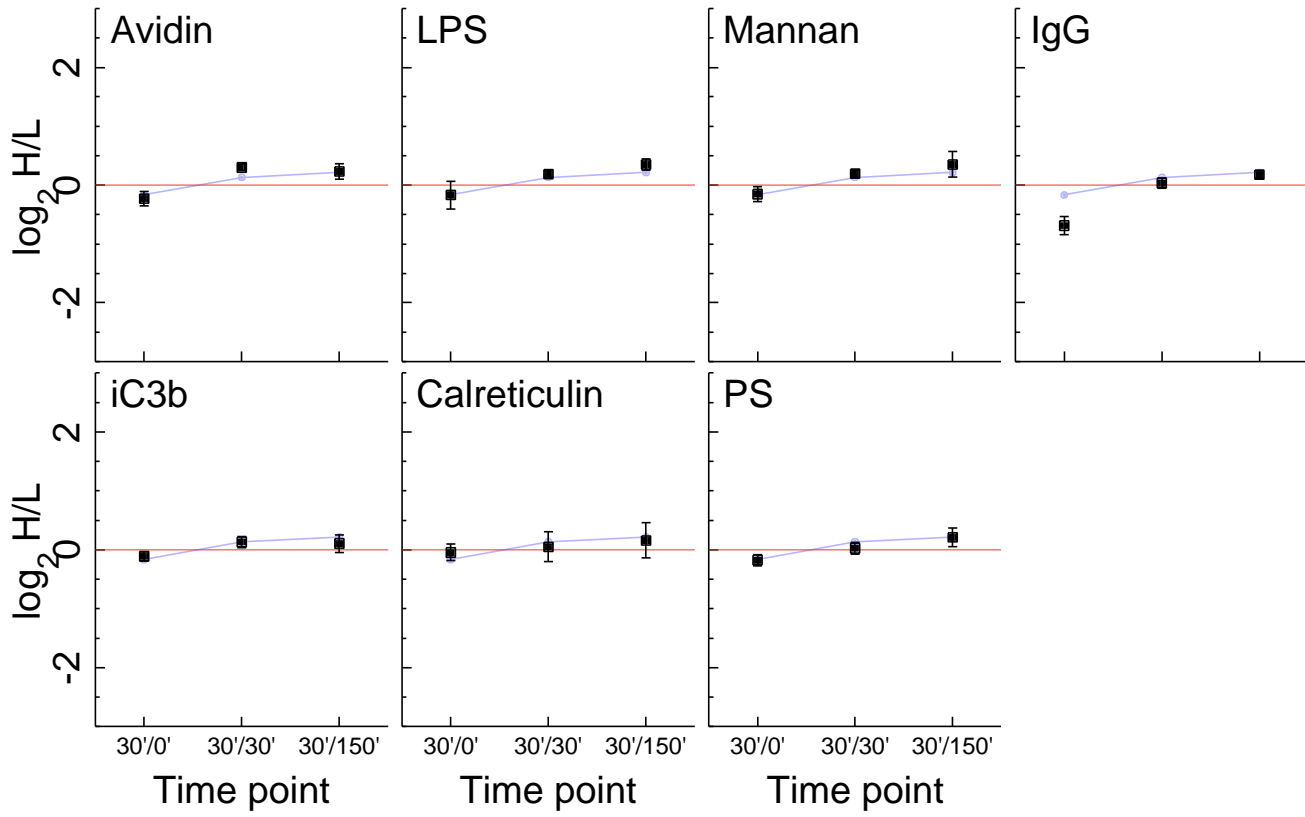 Avidin LPS Mannan IgG
2
0
-2
log2 H/L
iC3b Calreticulin PS
2
0
-2
log2 H/L
30'/0' 30'/30' 30'/150' 30'/0' 30'/30' 30'/150' 30'/0' 30'/30' 30'/150'
Time point Time point Time point